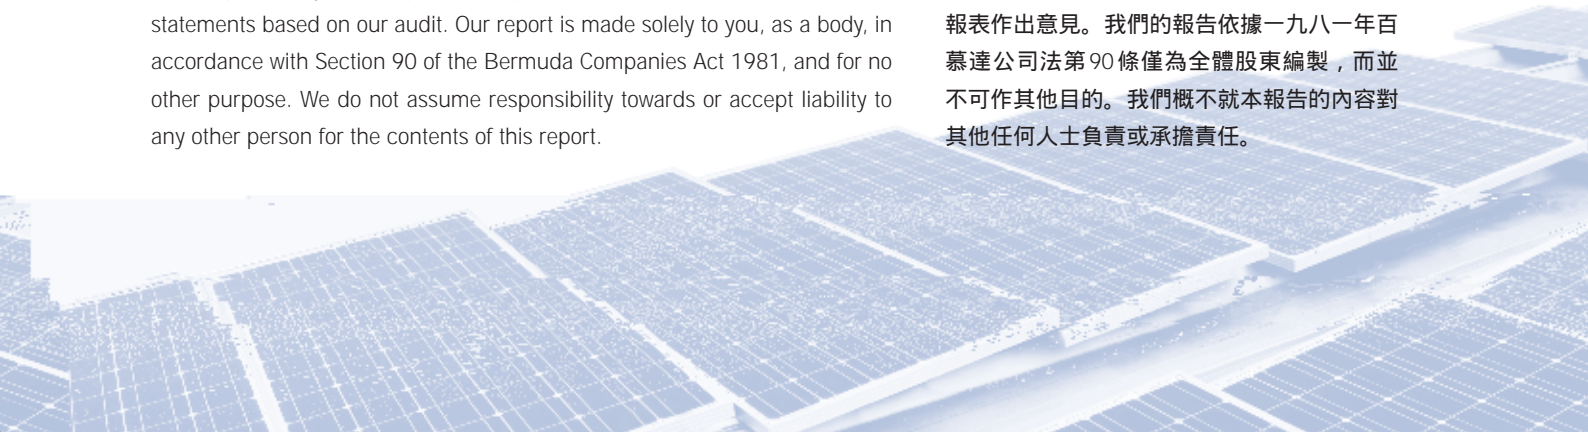 statements based on our audit. Our report is made solely to you, as a body, in
accordance with Section 90 of the Bermuda Companies Act 1981, and for no
other purpose. We do not assume responsibility towards or accept liability to
any other person for the contents of this report.
報表作出意見。我們的報告依據一九八一年百
慕達公司法第90條僅為全體股東編製，而並
不可作其他目的。我們概不就本報告的內容對
其他任何人士負責或承擔責任。